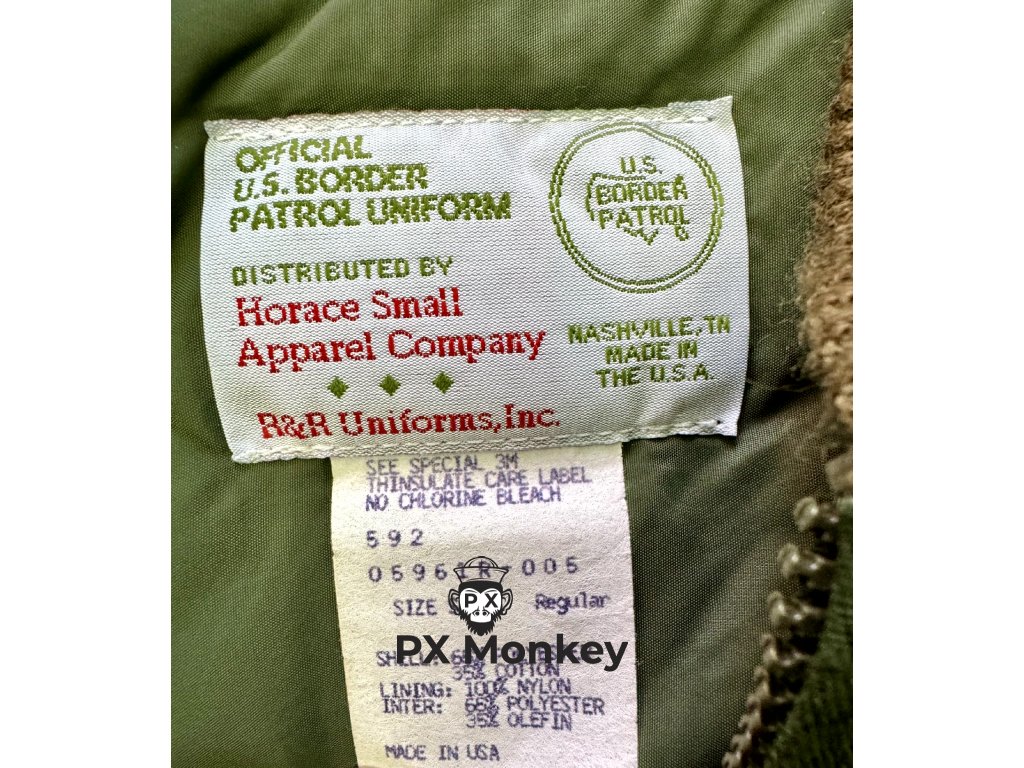 OFFICIAL
U.S. BORDER
PATROL UNIFORM
DISTRIBUTED BY
Horace Small
Apparel Company
R&R Uniforms, Inc.
U.S.
BORDER
PATROL
NASHVILLE, TN
MADE IN
THE U.S.A.
SEE SPECIAL 3M
THINSULATE CARE LABEL
NO CHLORINE BLEACH
592
05961R-005
SIZE Regular
PX
PX Monkey
SHELL:
35% COTTON
LINING: 100% NYLON
INTER: 65% POLYESTER
35% OLEFIN
MADE IN USA